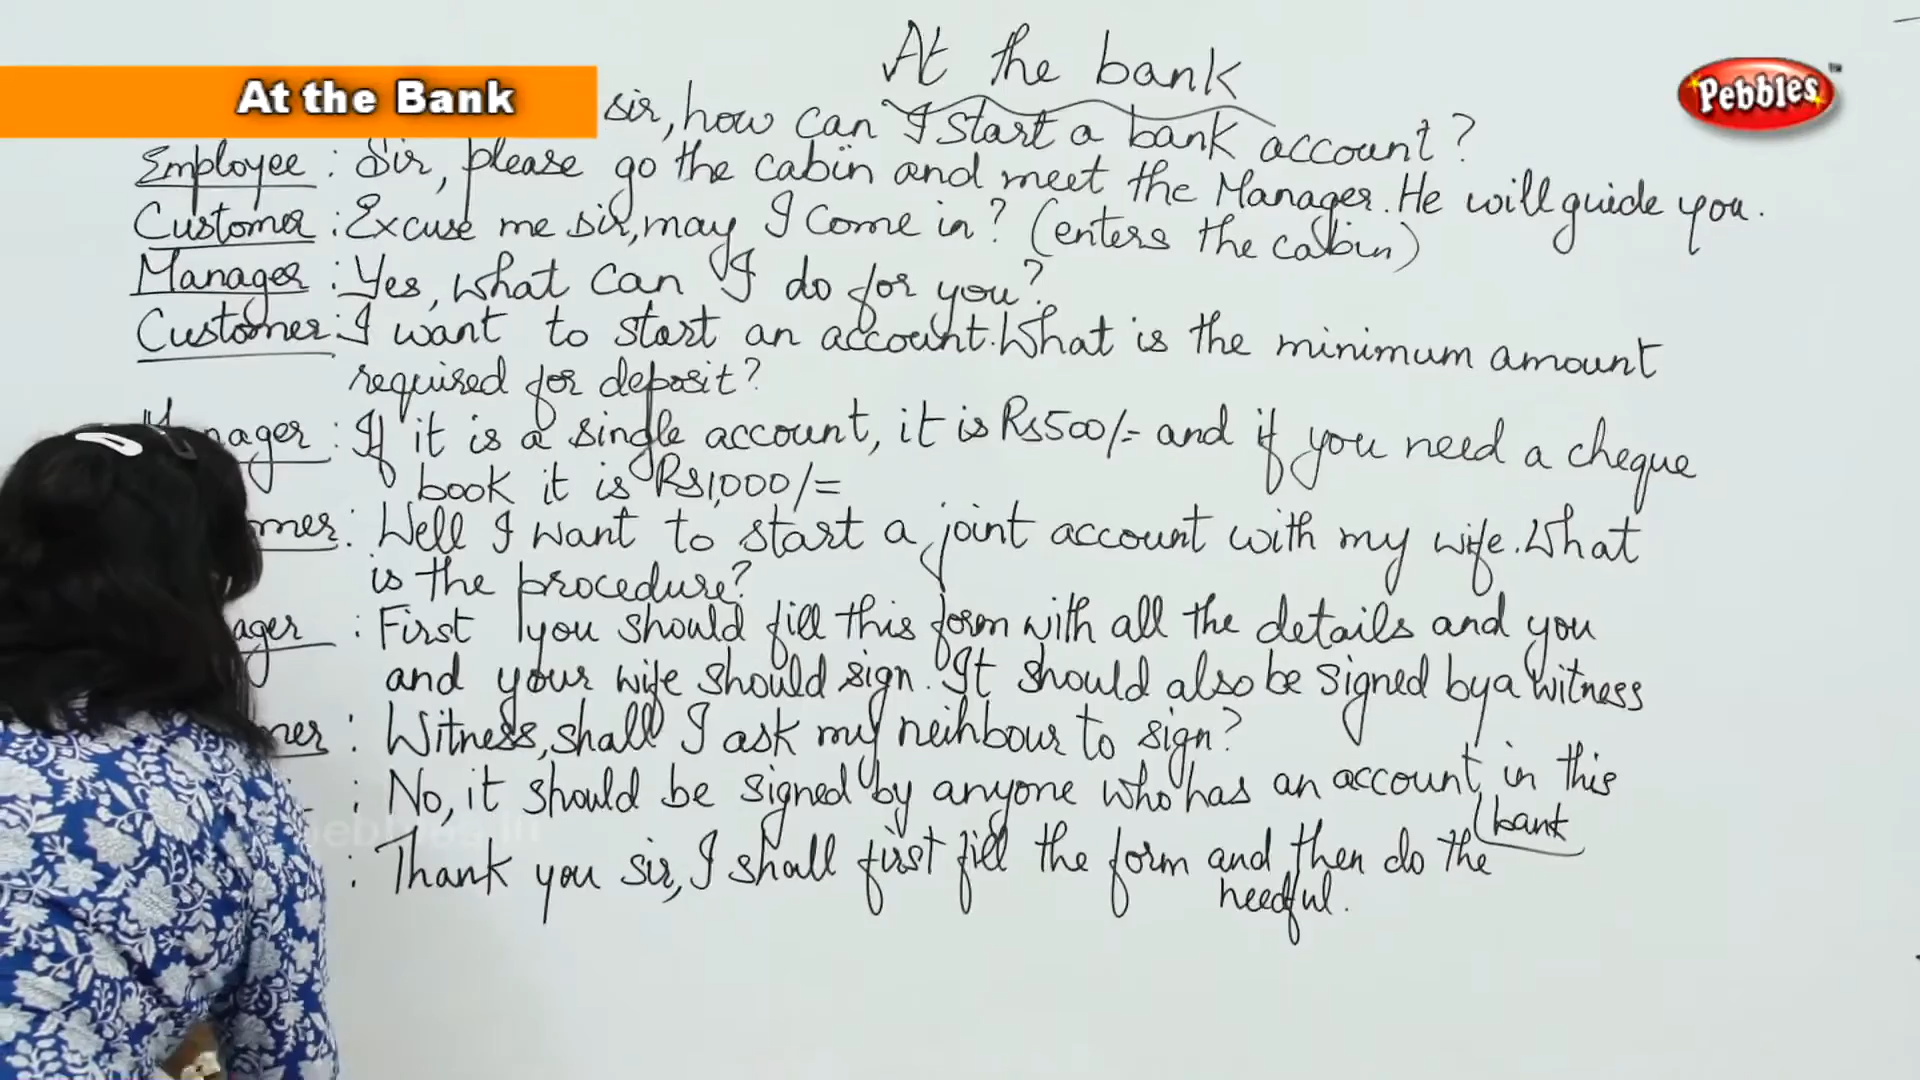 At the bank
At the Bank
Pebbles™
sir, how can I start a bank account?
Employee : Sir, please go the cabin and meet the Manager. He will guide you.
Customer : Excuse me sir, may I come in? (enters the cabin)
Manager : Yes, what can I do for you?
Customer : I want to start an account. What is the minimum amount
required for deposit?
Manager : If it is a single account, it is Rs500/= and if you need a cheque
book it is Rs1,000/=
mer : Well I want to start a joint account with my wife. What
is the procedure?
ager : First you should fill this form with all the details and you
and your wife should sign. It should also be signed by a witness
mer : Witness, shall I ask my neihbour to sign?
: No, it should be signed by anyone who has an account in this
(bank
: Thank you sir, I shall first fill the form and then do the
needful.